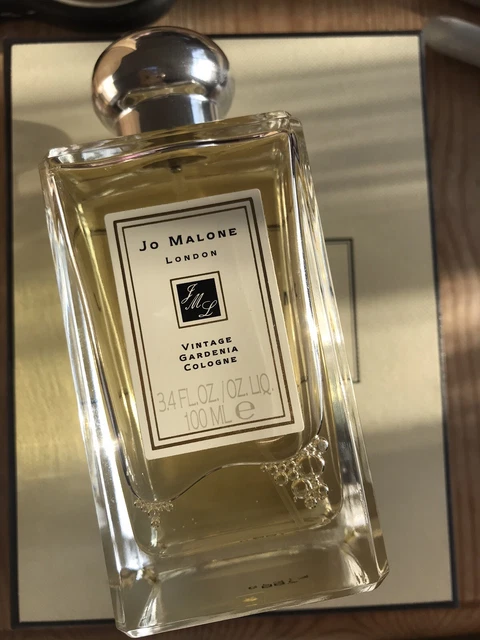 Jo Malone
London
JML
Vintage
Gardenia
Cologne
3.4 FL.OZ. / OZ. LIQ.
100 ML ℮